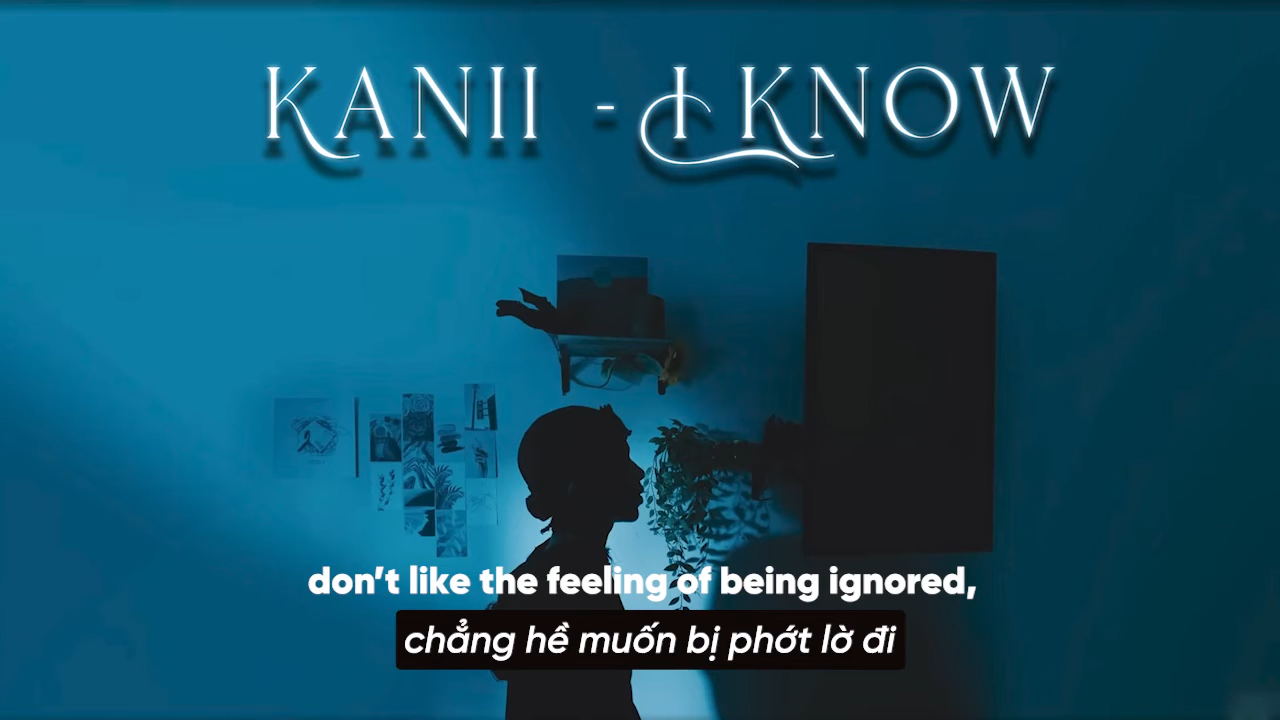 KANII - I KNOW
don't like the feeling of being ignored,
chẳng hề muốn bị phớt lờ đi